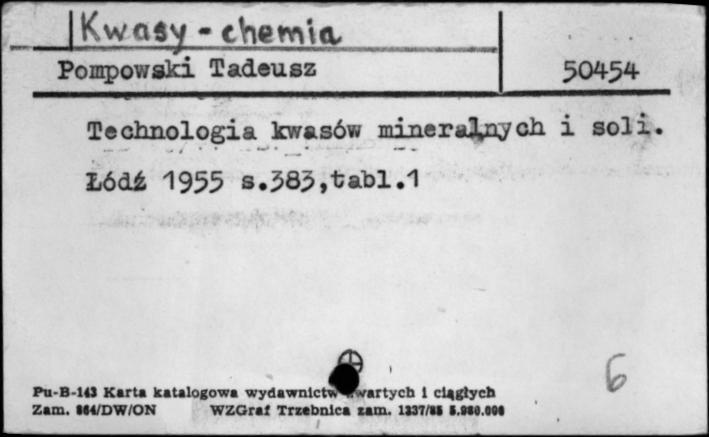 Kwasy - chemia
Pompowski Tadeusz 50454
Technologia kwasów mineralnych i soli.
Łódź 1955 s.383,tabl.1
6
Pu-B-143 Karta katalogowa wydawnictw zwartych i ciągłych
Zam. 864/DW/ON WZGraf Trzebnica zam. 1337/85 5.980.000